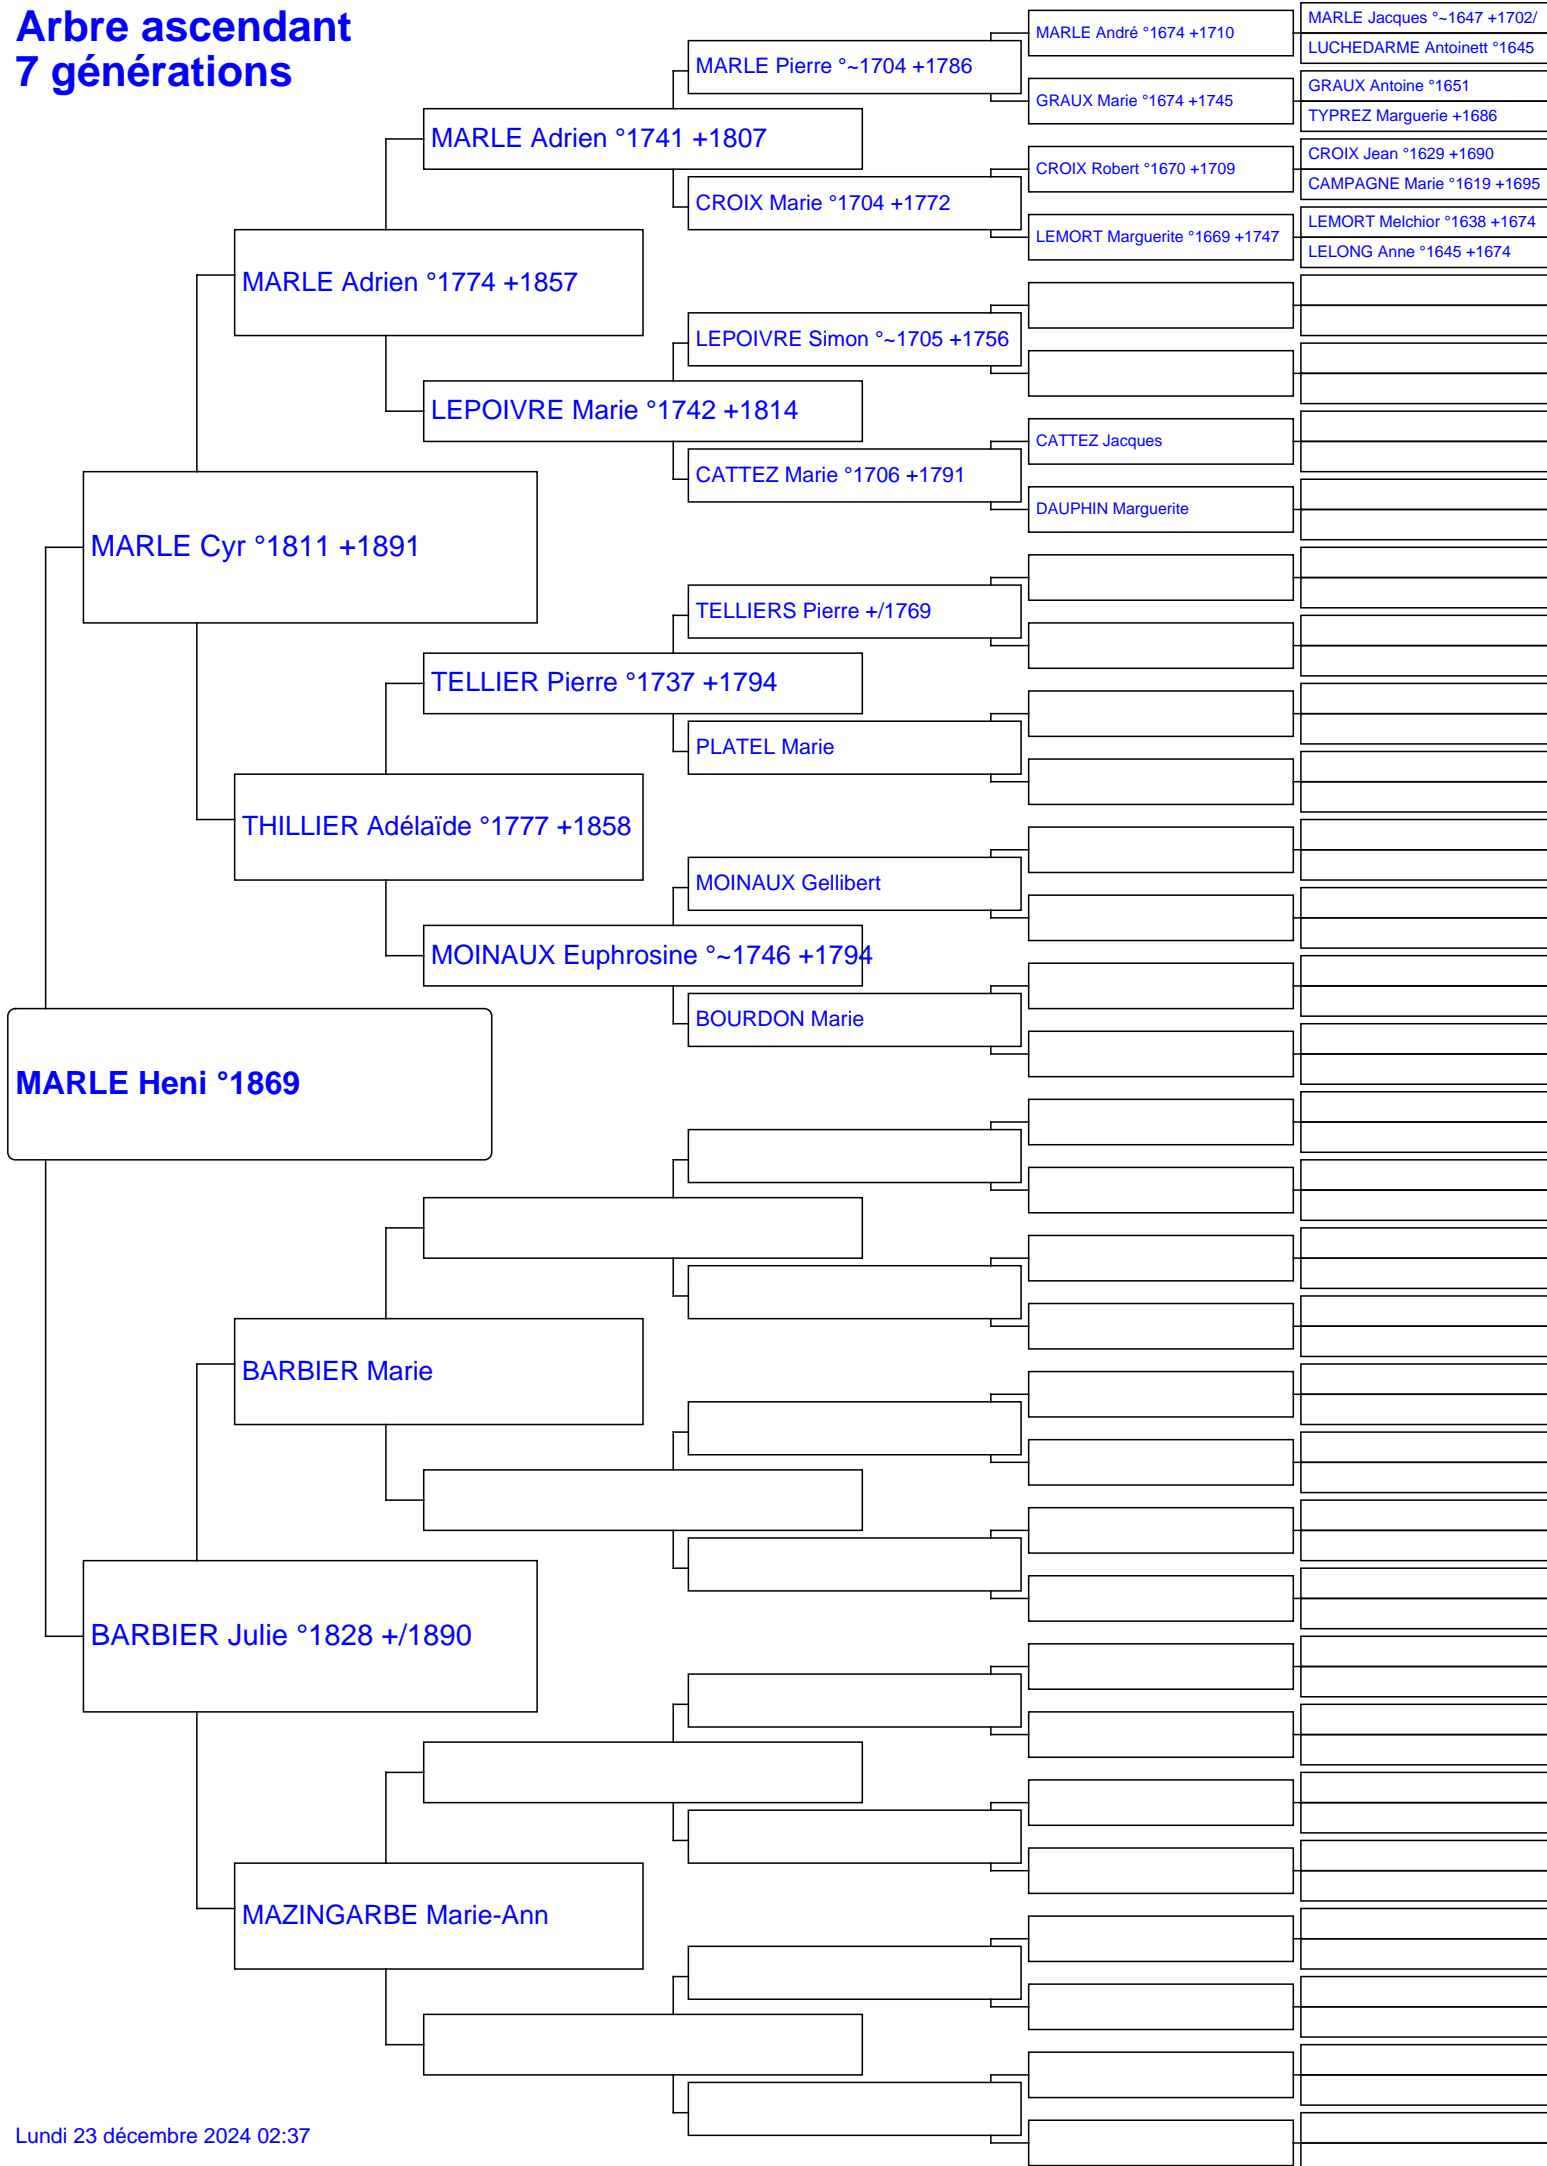 Arbre ascendant
7 générations
MARLE Jacques °~1647 +1702/
MARLE André °1674 +1710
LUCHEDARME Antoinett °1645
MARLE Pierre °~1704 +1786
GRAUX Antoine °1651
GRAUX Marie °1674 +1745
TYPREZ Marguerie +1686
MARLE Adrien °1741 +1807
CROIX Jean °1629 +1690
CROIX Robert °1670 +1709
CAMPAGNE Marie °1619 +1695
CROIX Marie °1704 +1772
LEMORT Melchior °1638 +1674
LEMORT Marguerite °1669 +1747
LELONG Anne °1645 +1674
MARLE Adrien °1774 +1857
LEPOIVRE Simon °~1705 +1756
LEPOIVRE Marie °1742 +1814
CATTEZ Jacques
CATTEZ Marie °1706 +1791
DAUPHIN Marguerite
MARLE Cyr °1811 +1891
TELLIERS Pierre +/1769
TELLIER Pierre °1737 +1794
PLATEL Marie
THILLIER Adélaïde °1777 +1858
MOINAUX Gellibert
MOINAUX Euphrosine °~1746 +1794
BOURDON Marie
MARLE Heni °1869
BARBIER Marie
BARBIER Julie °1828 +/1890
MAZINGARBE Marie-Ann
Lundi 23 décembre 2024 02:37